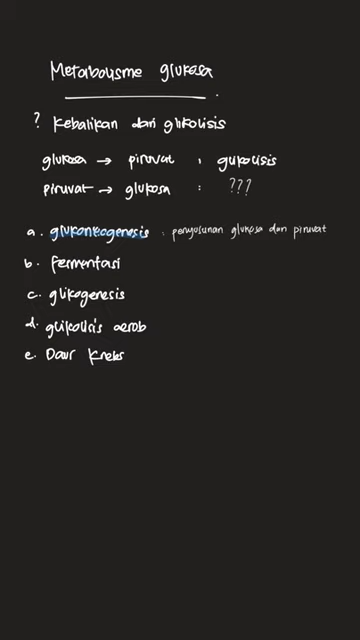 Metabolisme glukosa
? Kebalikan dari glikolisis
glukosa → piruvat : glikolisis
piruvat → glukosa : ???
a. glukoneogenesis : penyusunan glukosa dari piruvat
b. fermentasi
c. glikogenesis
d. glikolisis aerob
e. Daur Krebs